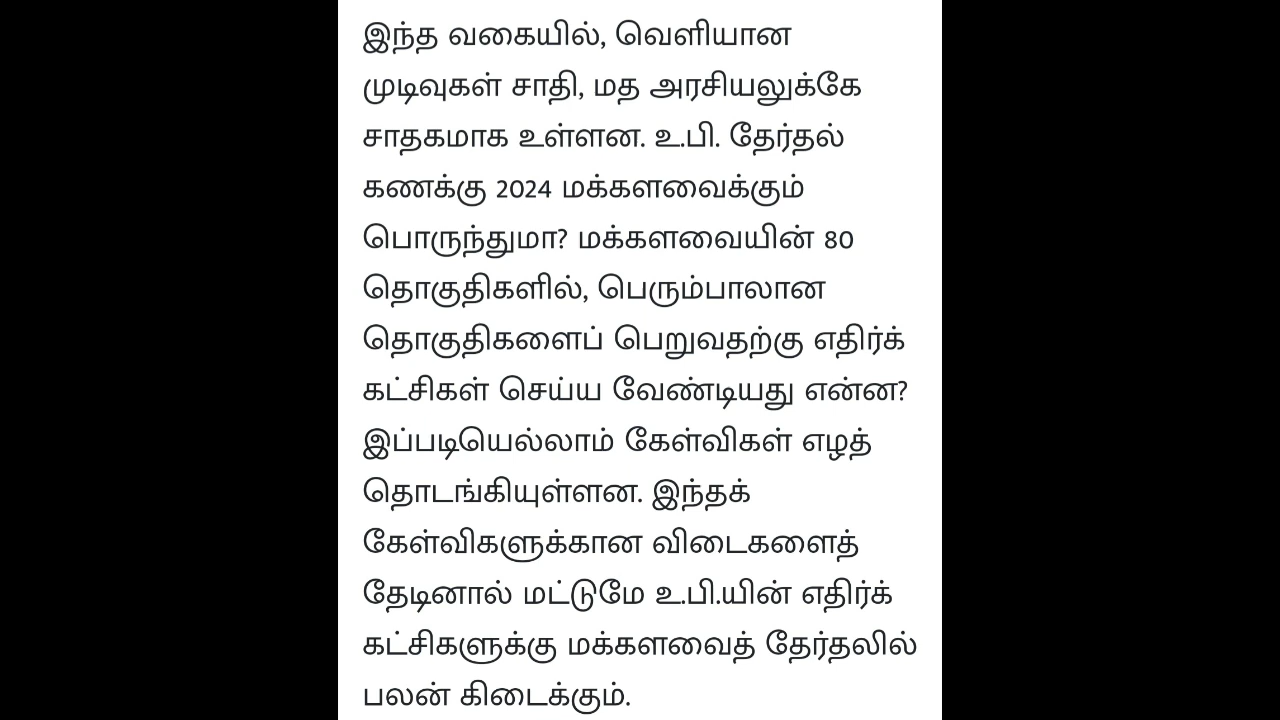 இந்த வகையில், வெளியான
முடிவுகள் சாதி, மத அரசியலுக்கே
சாதகமாக உள்ளன. உ.பி. தேர்தல்
கணக்கு 2024 மக்களவைக்கும்
பொருந்துமா? மக்களவையின் 80
தொகுதிகளில், பெரும்பாலான
தொகுதிகளைப் பெறுவதற்கு எதிர்க்
கட்சிகள் செய்ய வேண்டியது என்ன?
இப்படியெல்லாம் கேள்விகள் எழத்
தொடங்கியுள்ளன. இந்தக்
கேள்விகளுக்கான விடைகளைத்
தேடினால் மட்டுமே உ.பி.யின் எதிர்க்
கட்சிகளுக்கு மக்களவைத் தேர்தலில்
பலன் கிடைக்கும்.